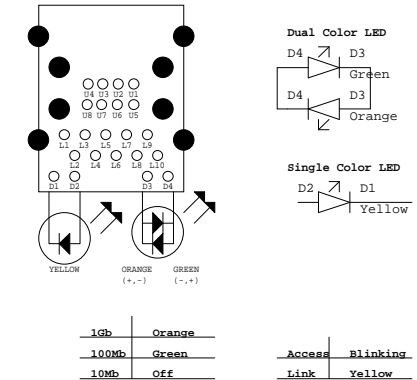 U4 U3 U2 U1
U8 U7 U6 U5
L1 L3 L5 L7 L9
L2 L4 L6 L8 L10
D1 D2 D3 D4
YELLOW
ORANGE GREEN
(+,-) (-,+)
Dual Color LED
D4 D3
Green
D4 D3
Orange
Single Color LED
D2 D1
Yellow
1Gb Orange
100Mb Green
10Mb Off
Access Blinking
Link Yellow